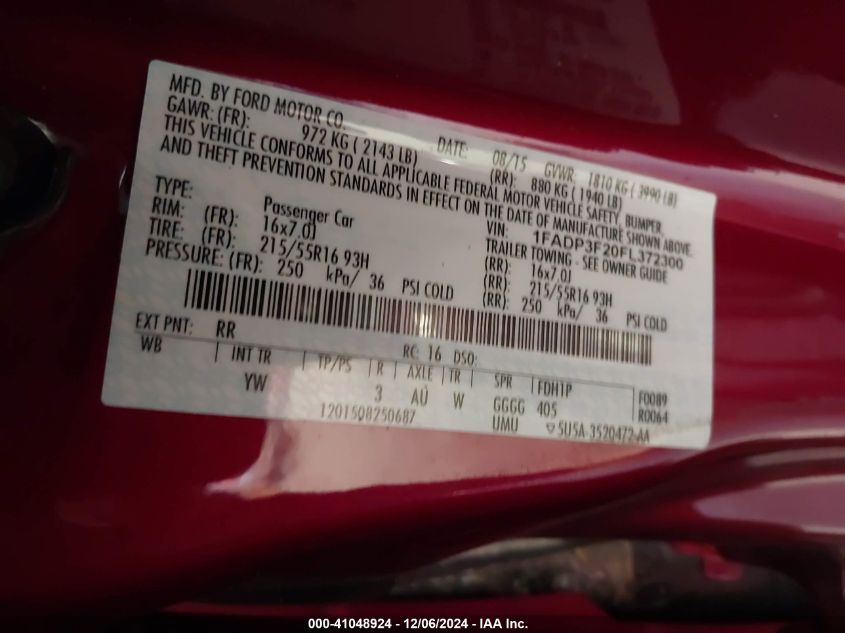 MFD. BY FORD MOTOR CO. DATE: 08/15 GVWR: 1810 KG ( 3990 LB)
GAWR: (FR): 972 KG ( 2143 LB) (RR): 880 KG ( 1940 LB)
THIS VEHICLE CONFORMS TO ALL APPLICABLE FEDERAL MOTOR VEHICLE SAFETY, BUMPER,
AND THEFT PREVENTION STANDARDS IN EFFECT ON THE DATE OF MANUFACTURE SHOWN ABOVE.
VIN: 1FADP3F20FL372300
TYPE: Passenger Car TRAILER TOWING - SEE OWNER GUIDE
RIM: (FR): 16x7.0J (RR): 16x7.0J
TIRE: (FR): 215/55R16 93H (RR): 215/55R16 93H
PRESSURE: (FR): 250 kPa/ 36 PSI COLD (RR): 250 kPa/ 36 PSI COLD
EXT PNT: RR RC: 16 DSO:
WB INT TR TP/PS R AXLE TR SPR FDH1P F0089
YW 3 AU W GGGG 405 R0064
1201508250687 UMU 5U5A-3520472-AA
000-41048924 - 12/06/2024 - IAA Inc.